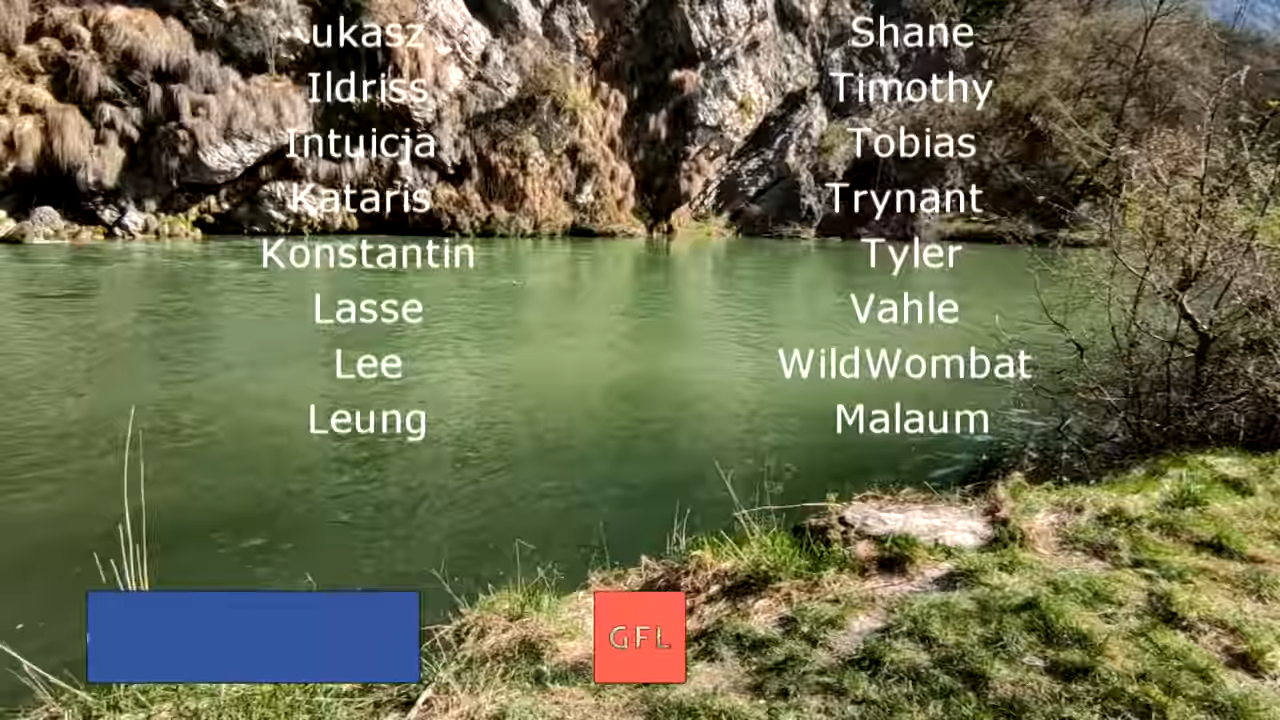 ukasz
Ildriss
Intuicja
Kataris
Konstantin
Lasse
Lee
Leung
Shane
Timothy
Tobias
Trynant
Tyler
Vahle
WildWombat
Malaum
GFL